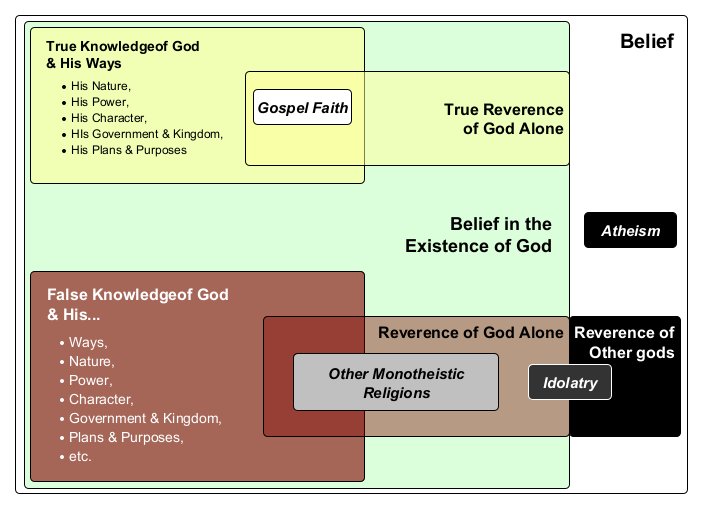 Belief
True Knowledgeof God
& His Ways
• His Nature,
• His Power,
• His Character,
• HIs Government & Kingdom,
• His Plans & Purposes
Gospel Faith
True Reverence
of God Alone
Belief in the
Existence of God
Atheism
False Knowledgeof God
& His...
• Ways,
• Nature,
• Power,
• Character,
• Government & Kingdom,
• Plans & Purposes,
• etc.
Reverence of God Alone
Other Monotheistic
Religions
Reverence of
Other gods
Idolatry